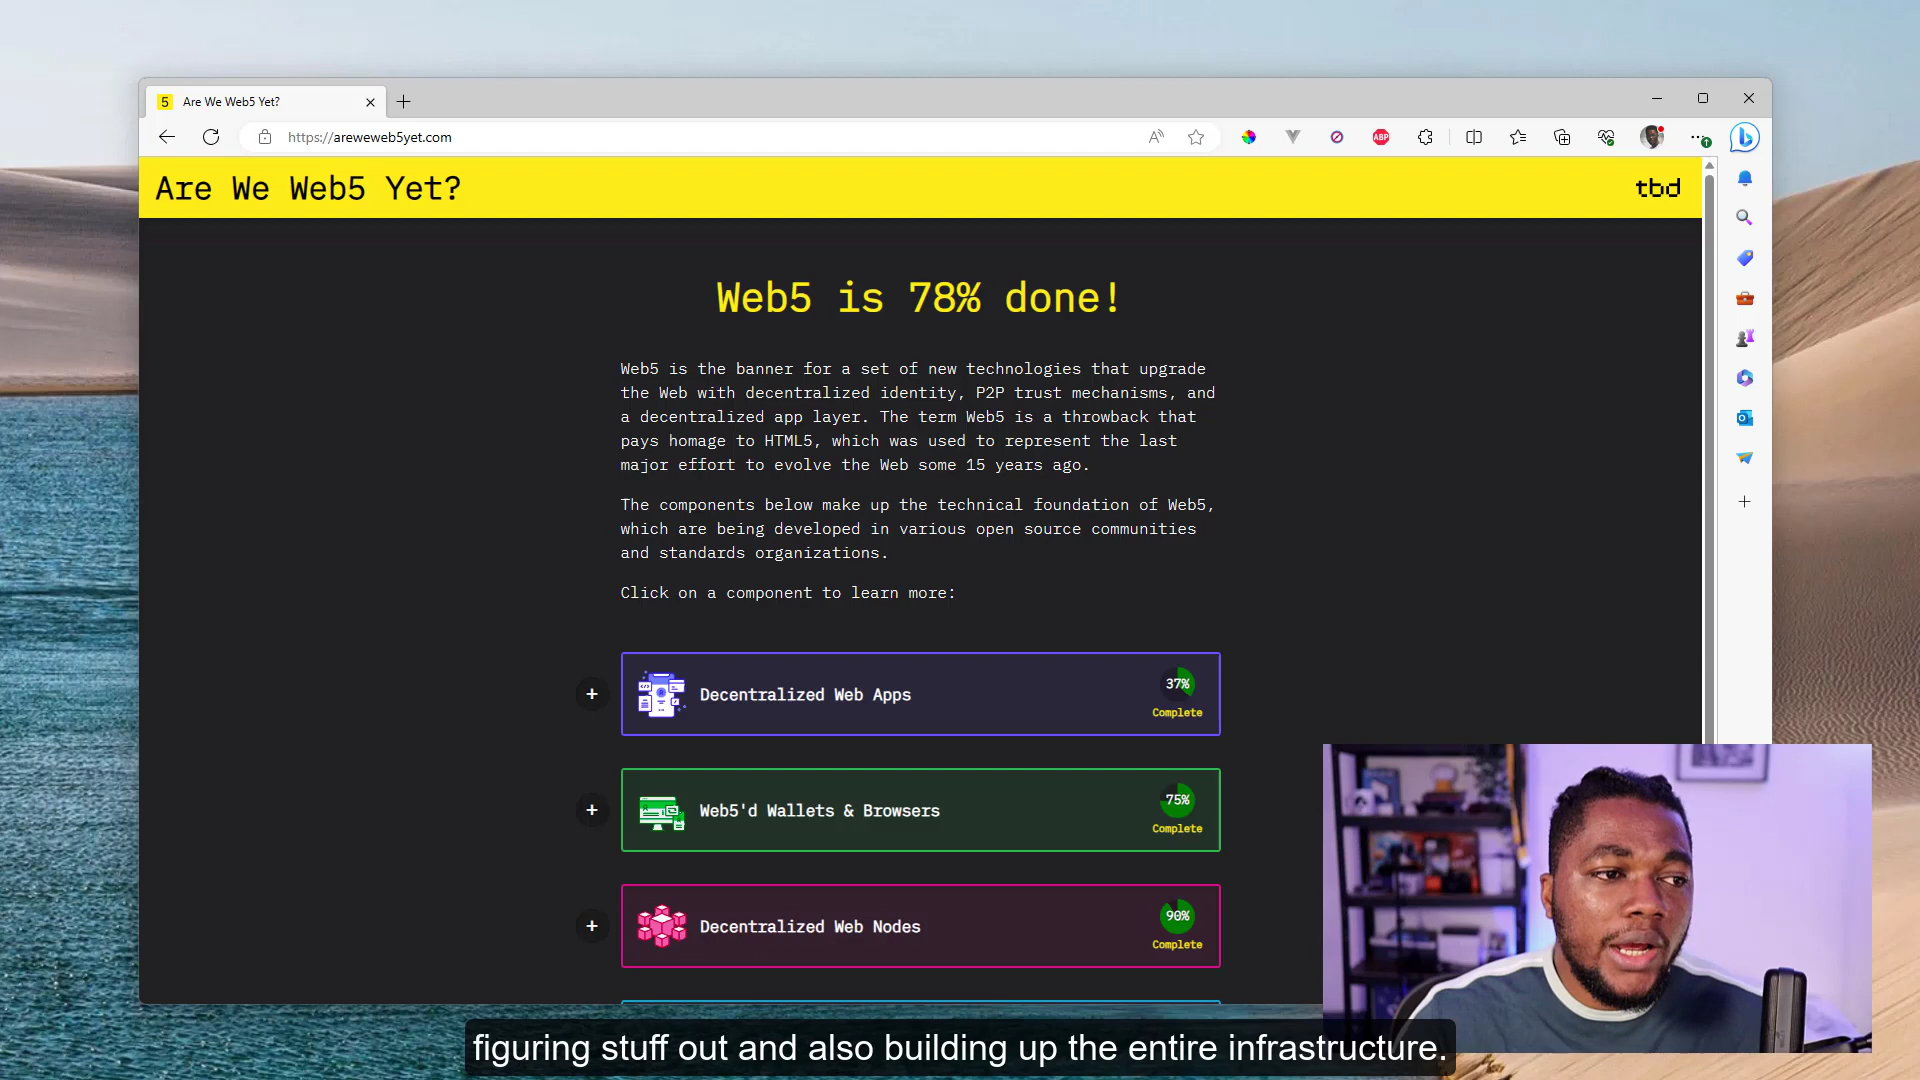 5 Are We Web5 Yet?
https://areweweb5yet.com
ABP
Are We Web5 Yet?
tbd
Web5 is 78% done!
Web5 is the banner for a set of new technologies that upgrade
the Web with decentralized identity, P2P trust mechanisms, and
a decentralized app layer. The term Web5 is a throwback that
pays homage to HTML5, which was used to represent the last
major effort to evolve the Web some 15 years ago.
The components below make up the technical foundation of Web5,
which are being developed in various open source communities
and standards organizations.
Click on a component to learn more:
Decentralized Web Apps
37%
Complete
Web5'd Wallets & Browsers
75%
Complete
Decentralized Web Nodes
90%
Complete
figuring stuff out and also building up the entire infrastructure.